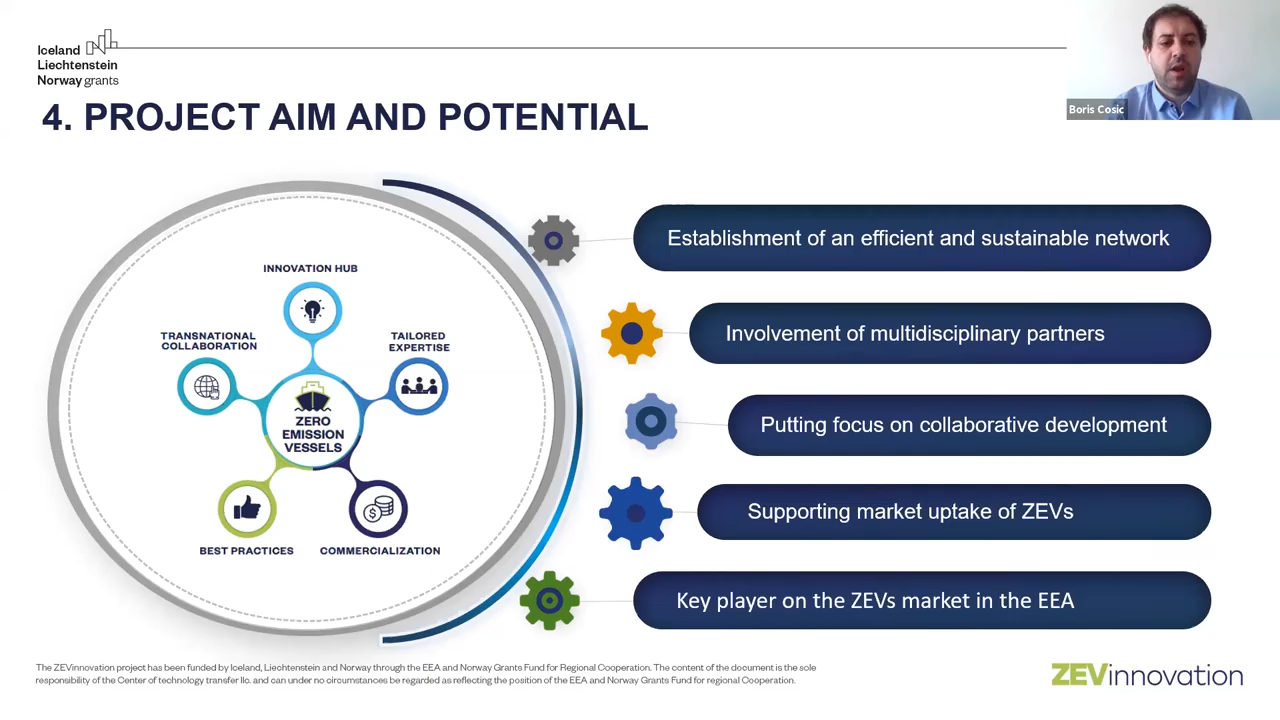 Iceland
Liechtenstein
Norway grants
Boris Cosic
4. PROJECT AIM AND POTENTIAL
INNOVATION HUB
TRANSNATIONAL
COLLABORATION
TAILORED
EXPERTISE
ZERO
EMISSION
VESSELS
BEST PRACTICES
COMMERCIALIZATION
Establishment of an efficient and sustainable network
Involvement of multidisciplinary partners
Putting focus on collaborative development
Supporting market uptake of ZEVs
Key player on the ZEVs market in the EEA
The ZEVinnovation project has been funded by Iceland, Liechtenstein and Norway through the EEA and Norway Grants Fund for Regional Cooperation. The content of the document is the sole
responsibility of the Center of technology transfer llc. and can under no circumstances be regarded as reflecting the position of the EEA and Norway Grants Fund for regional Cooperation.
ZEVinnovation